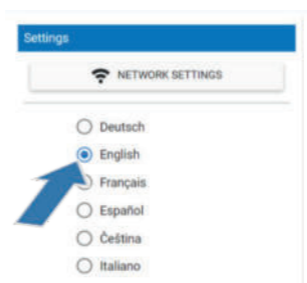 Settings
NETWORK SETTINGS
Deutsch
English
Français
Español
Čeština
Italiano